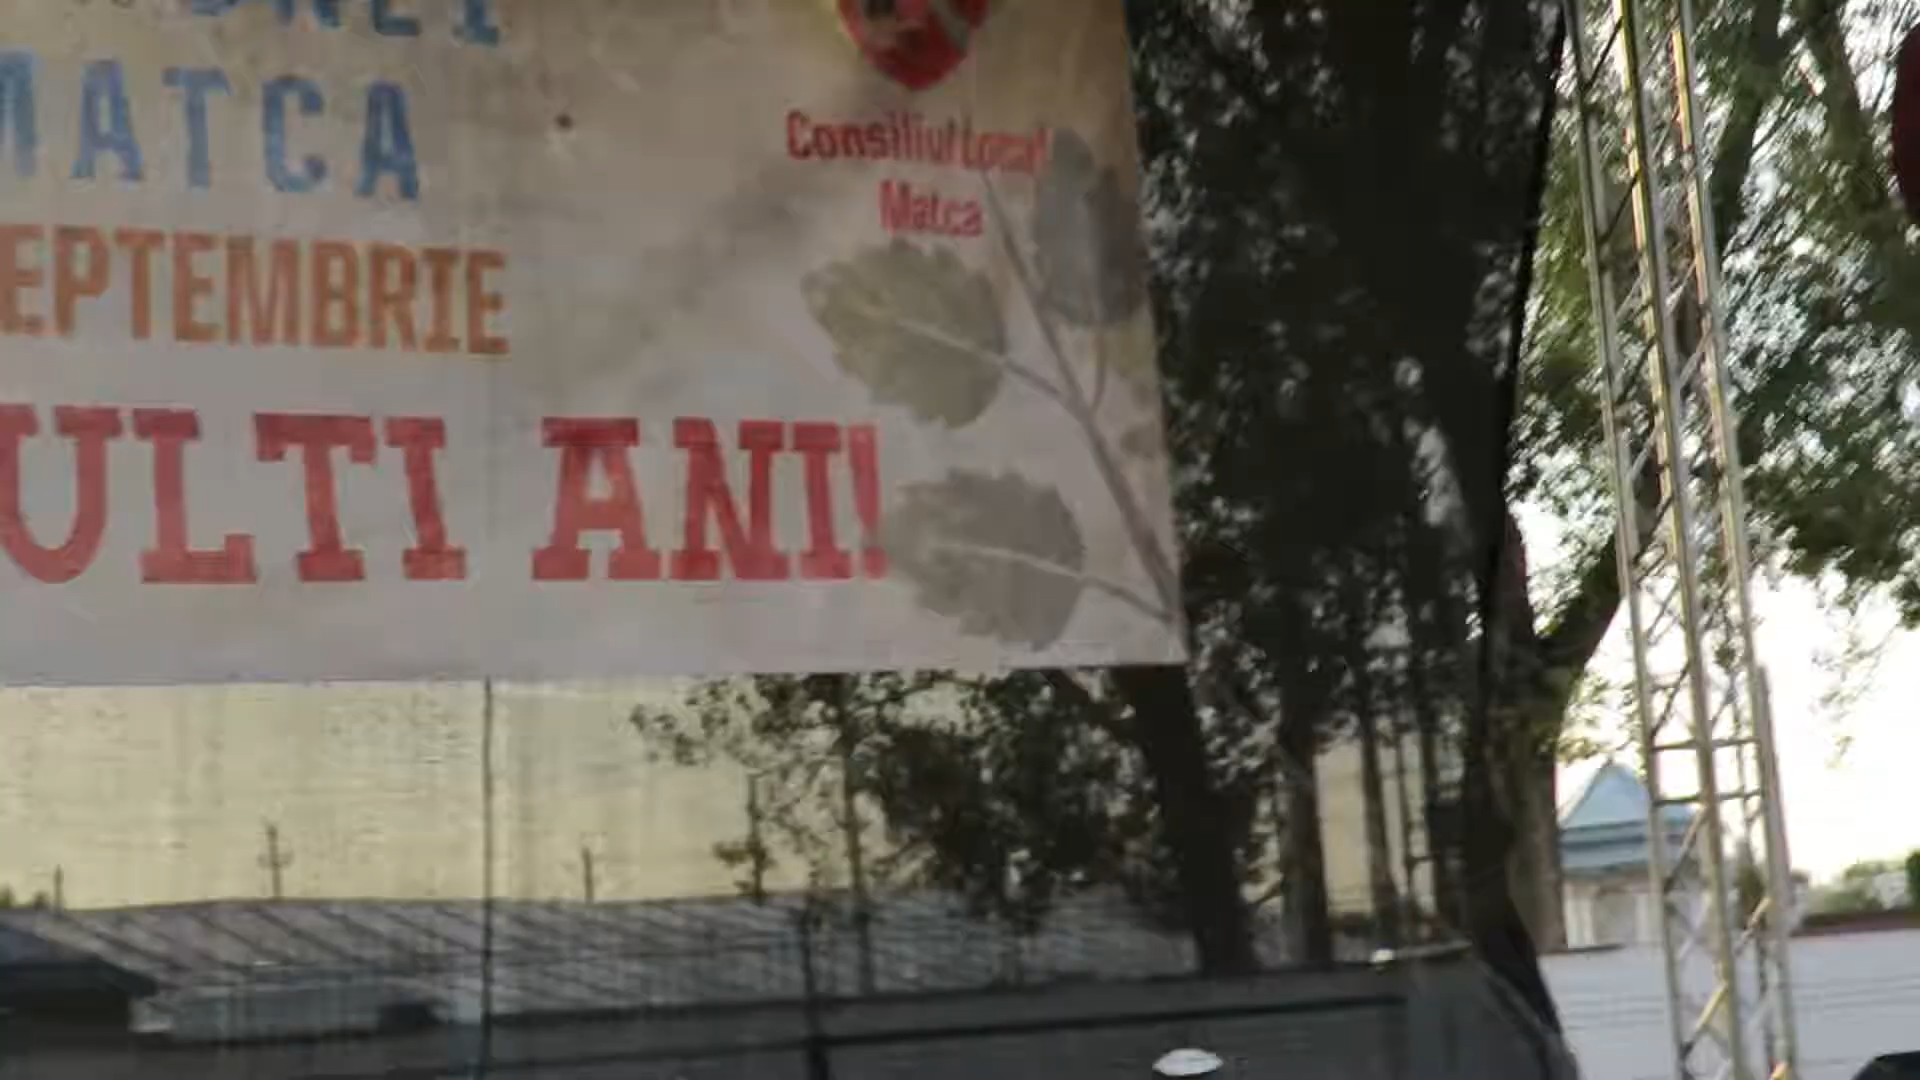 MATCA
EPTEMBRIE
ULTI ANI!
Consiliul Local
Matca